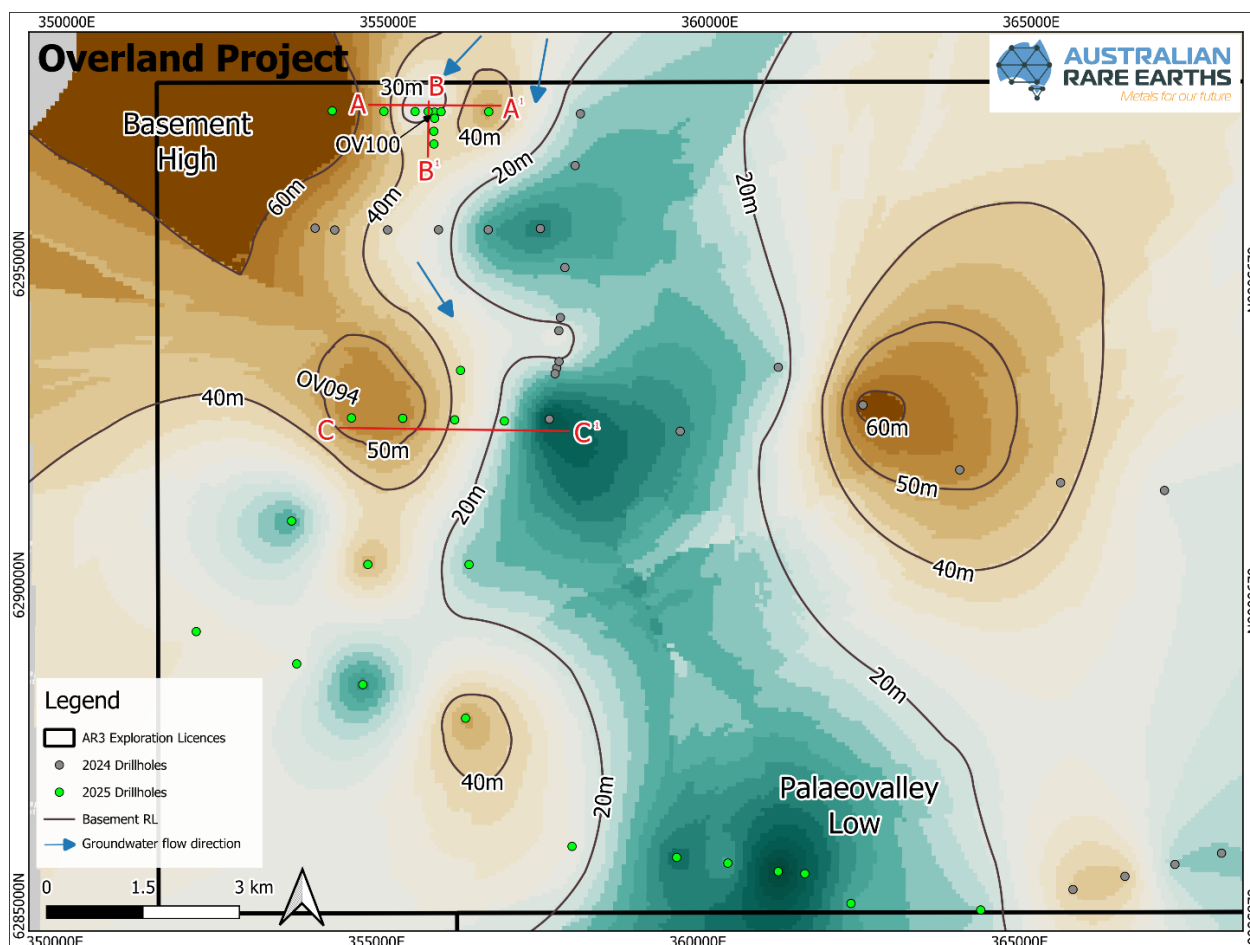 350000E
355000E
360000E
365000E
Overland Project
AUSTRALIAN
RARE EARTHS
Metals for our future
30m
B
A
A¹
Basement
High
OV100
40m
B¹
20m
20m
60m
40m
6295000N
OV094
40m
C
C¹
50m
60m
50m
20m
40m
6290000N
20m
Legend
AR3 Exploration Licences
2024 Drillholes
2025 Drillholes
Basement RL
Groundwater flow direction
40m
20m
Palaeovalley
Low
0
1.5
3 km
6285000N
350000E
355000E
360000E
365000E